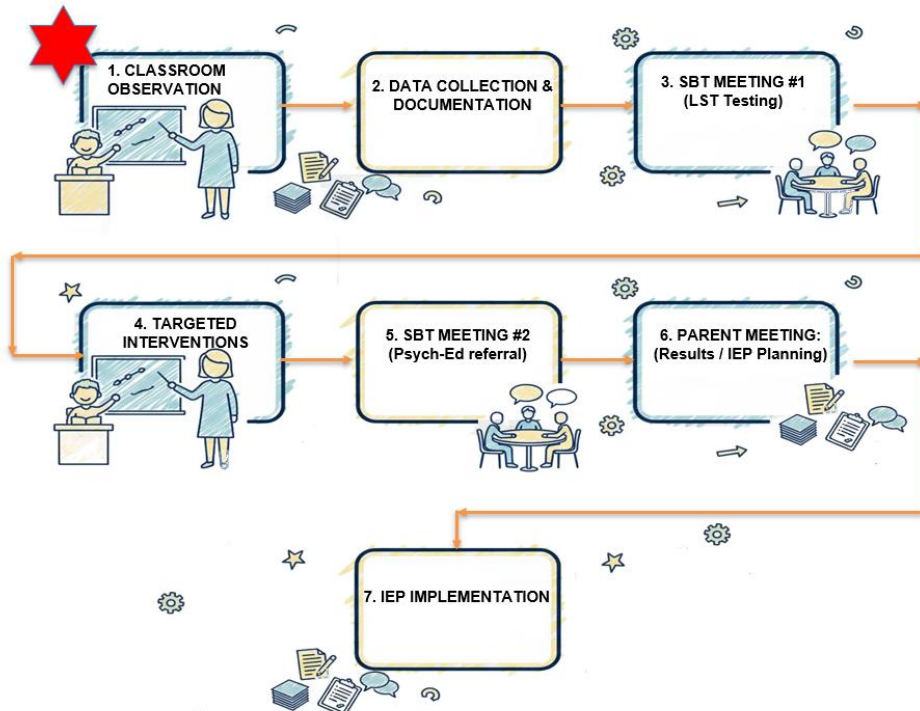 1. CLASSROOM
OBSERVATION
2. DATA COLLECTION &
DOCUMENTATION
3. SBT MEETING #1
(LST Testing)
4. TARGETED
INTERVENTIONS
5. SBT MEETING #2
(Psych-Ed referral)
6. PARENT MEETING:
(Results / IEP Planning)
7. IEP IMPLEMENTATION